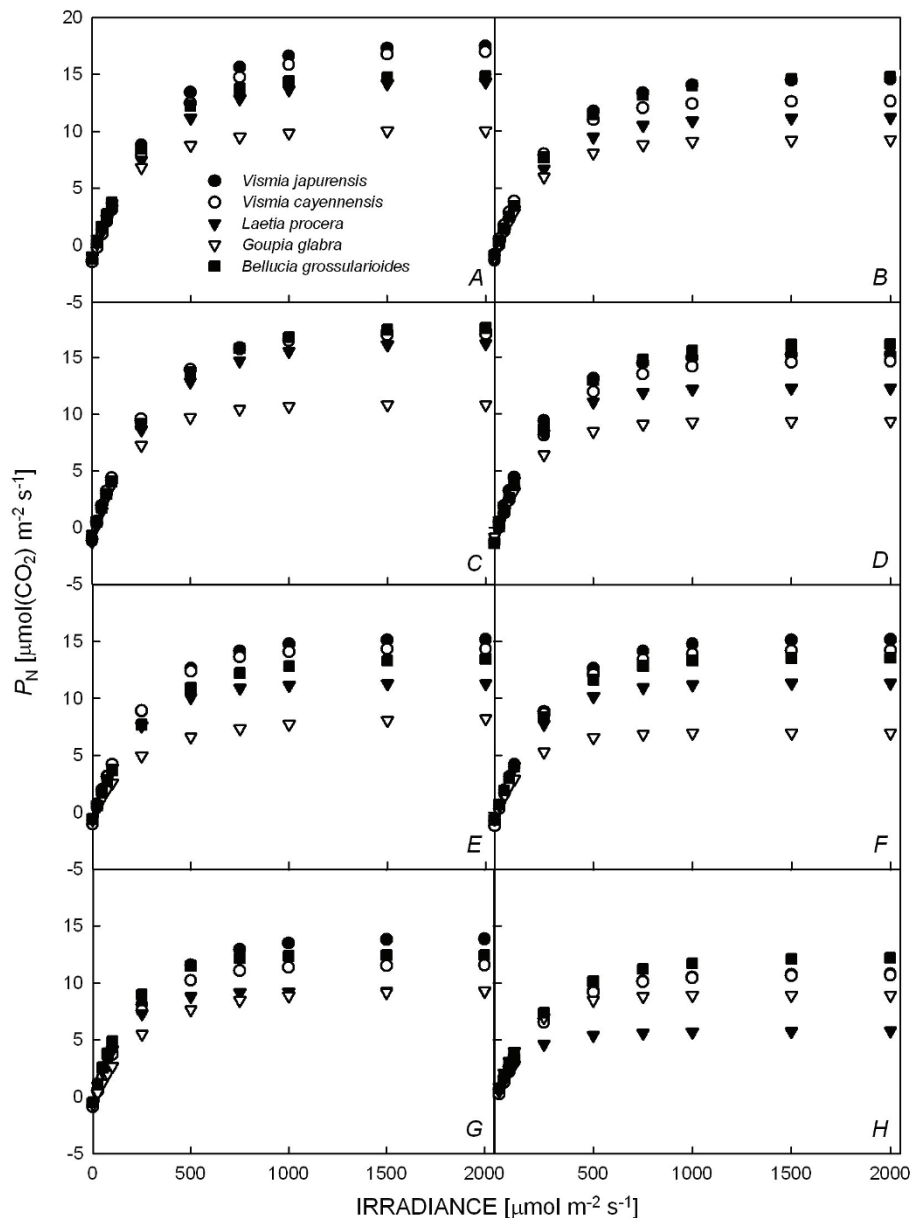 20
15
10
5
0
-5
Vismia japurensis
Vismia cayennensis
Laetia procera
Goupia glabra
Bellucia grossularioides
A
B
15
10
5
0
-5
C
D
15
10
5
0
-5
E
F
15
10
5
0
-5
G
H
P_N [μmol(CO₂) m⁻² s⁻¹]
0 500 1000 1500 2000 500 1000 1500 2000
IRRADIANCE [μmol m⁻² s⁻¹]